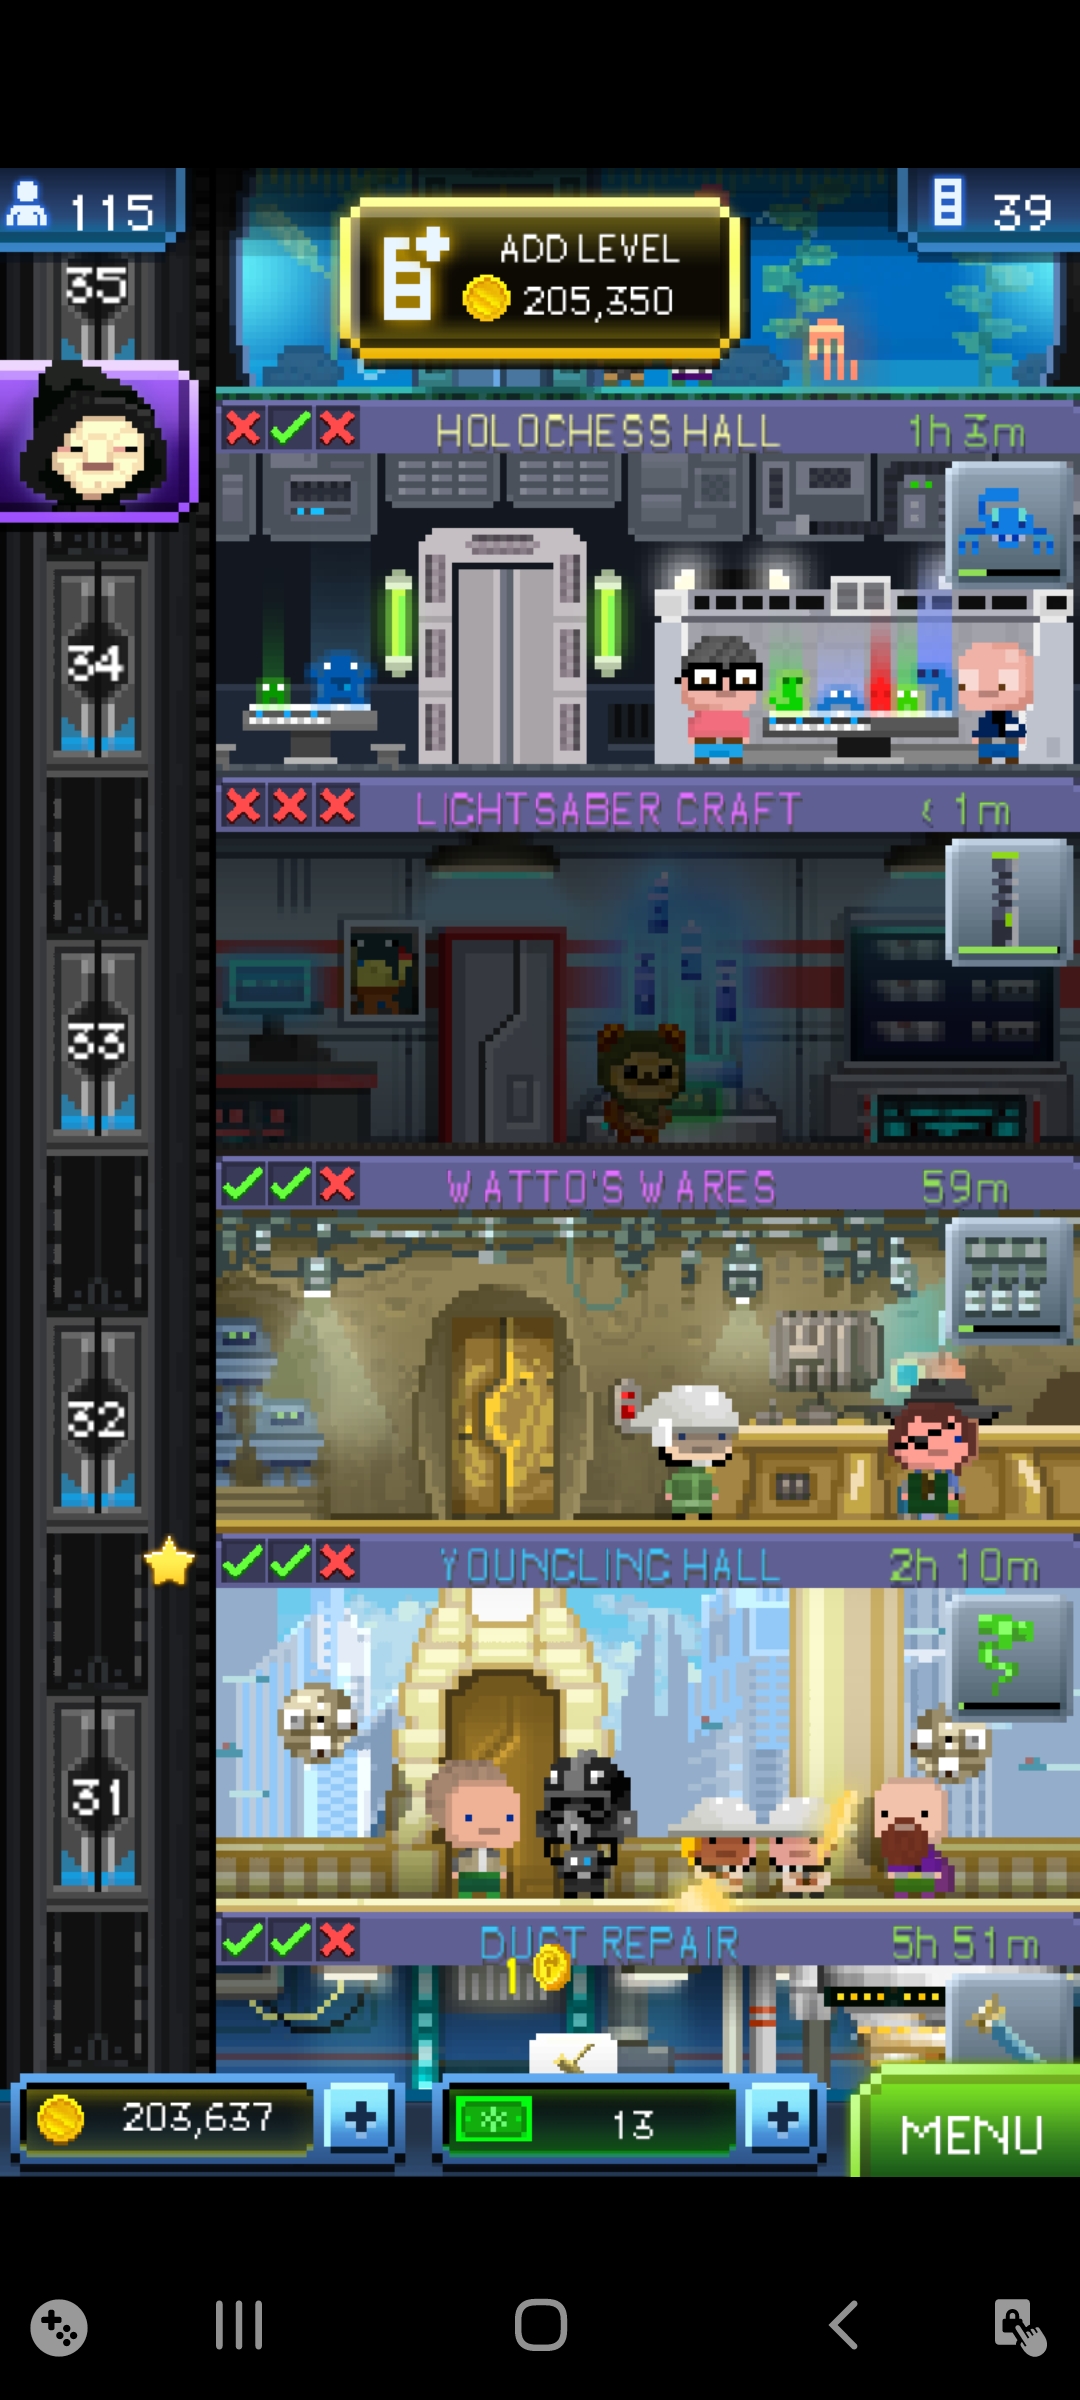 115
39
ADD LEVEL
205,350
35
HOLOCHESS HALL
1h 3m
34
LIGHTSABER CRAFT
< 1m
33
WATTO'S WARES
59m
32
YOUNGLING HALL
2h 10m
31
DUCT REPAIR
5h 51m
1
203,637
13
MENU